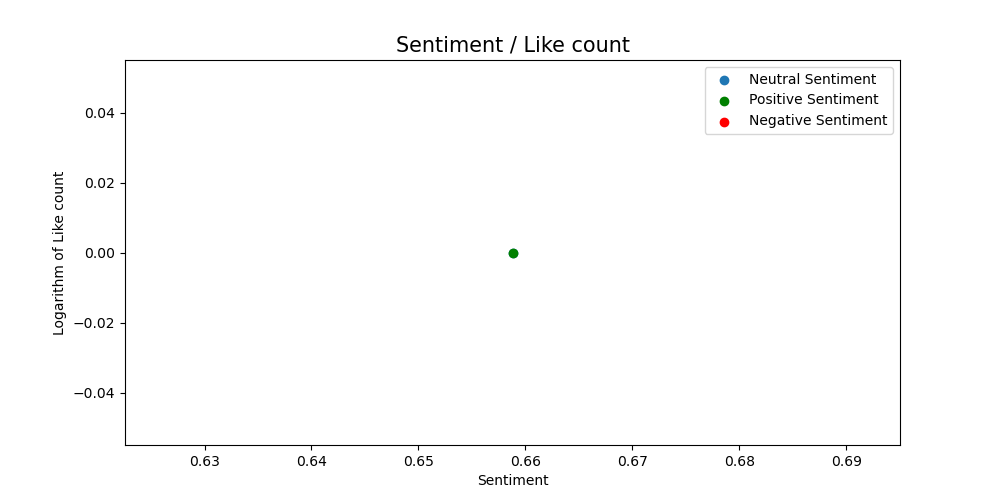 Sentiment / Like count
Neutral Sentiment
Positive Sentiment
Negative Sentiment
0.04
0.02
0.00
−0.02
−0.04
Logarithm of Like count
0.63 0.64 0.65 0.66 0.67 0.68 0.69
Sentiment